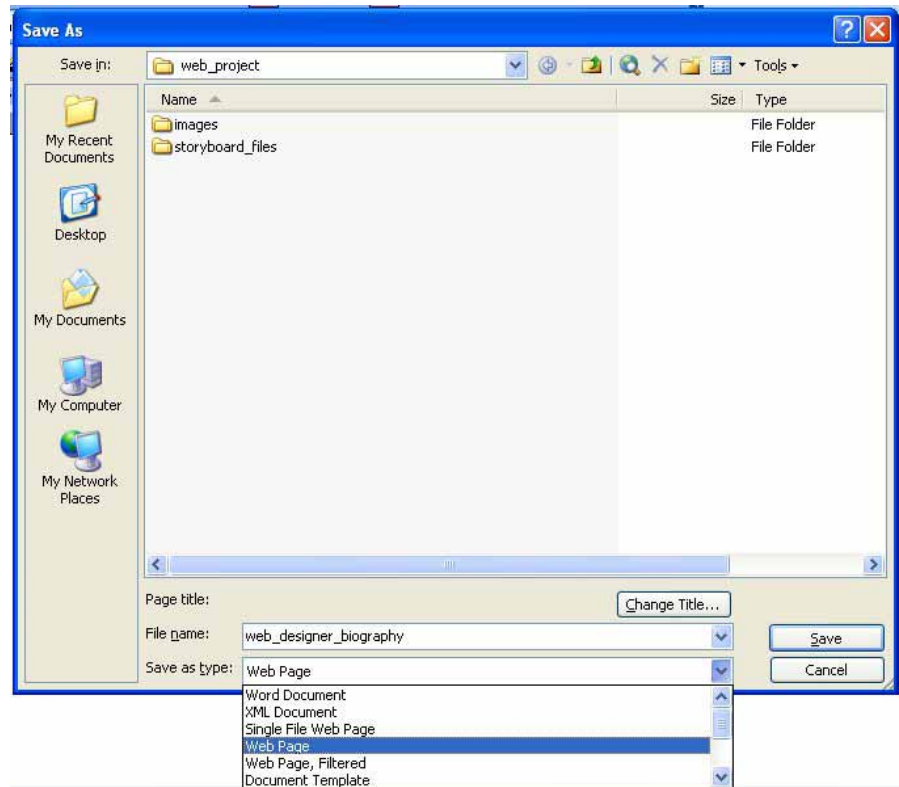 Save As
Save in:
web_project
Tools
Name Size Type
images File Folder
storyboard_files File Folder
My Recent
Documents
Desktop
My Documents
My Computer
My Network
Places
Page title:
Change Title...
File name: web_designer_biography
Save
Save as type: Web Page
Cancel
Word Document
XML Document
Single File Web Page
Web Page
Web Page, Filtered
Document Template